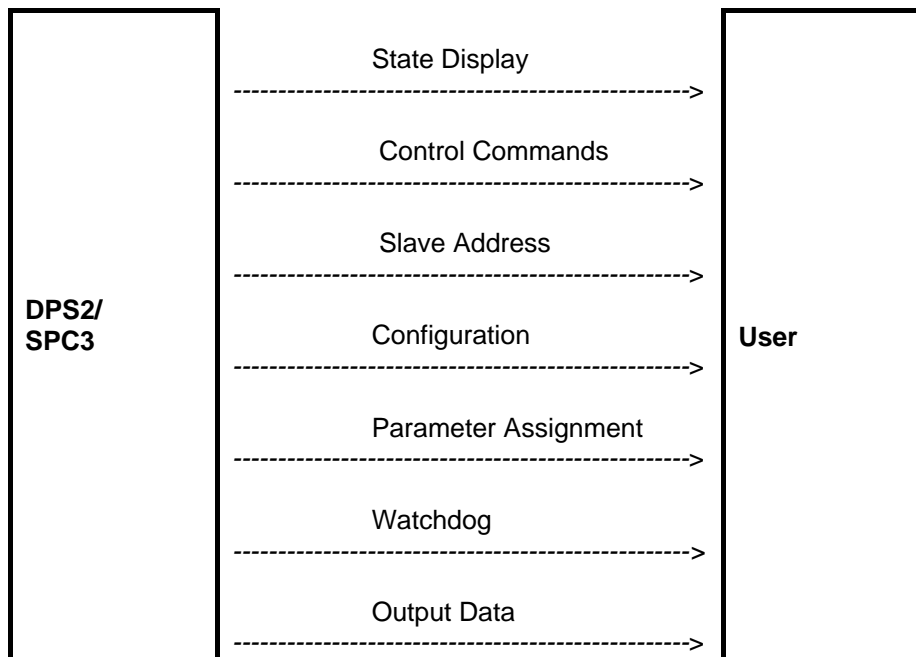 State Display
Control Commands
Slave Address
DPS2/
SPC3
Configuration
User
Parameter Assignment
Watchdog
Output Data